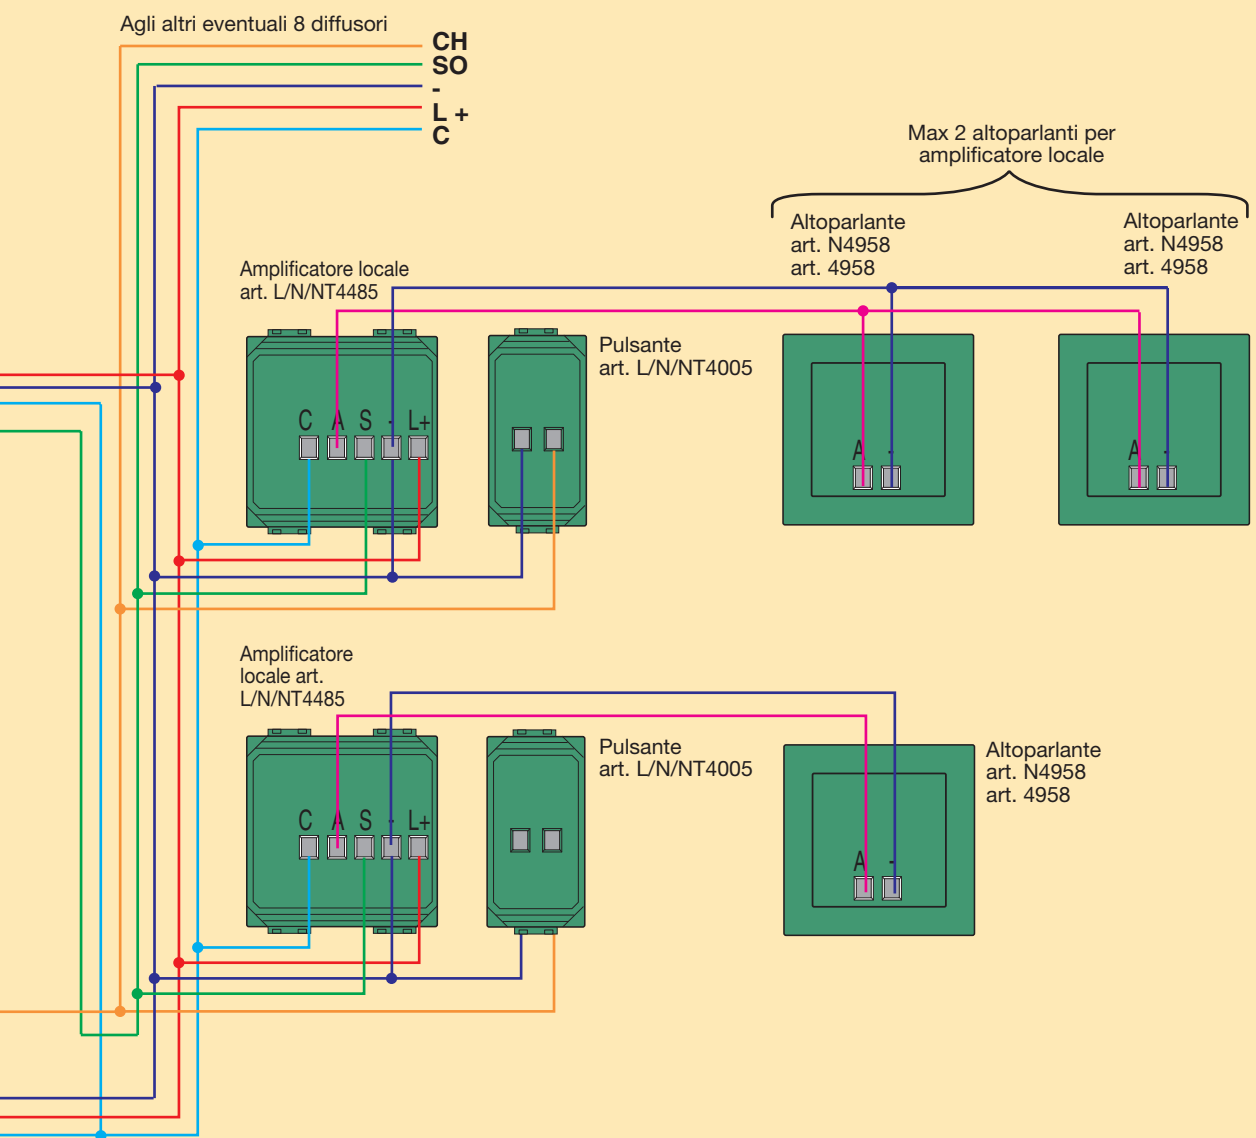 Agli altri eventuali 8 diffusori
CH
SO
-
L +
C
Max 2 altoparlanti per
amplificatore locale
Altoparlante
art. N4958
art. 4958
Altoparlante
art. N4958
art. 4958
Amplificatore locale
art. L/N/NT4485
Pulsante
art. L/N/NT4005
C A S - L+
A -
A -
Amplificatore
locale art.
L/N/NT4485
Pulsante
art. L/N/NT4005
Altoparlante
art. N4958
art. 4958
C A S - L+
A -